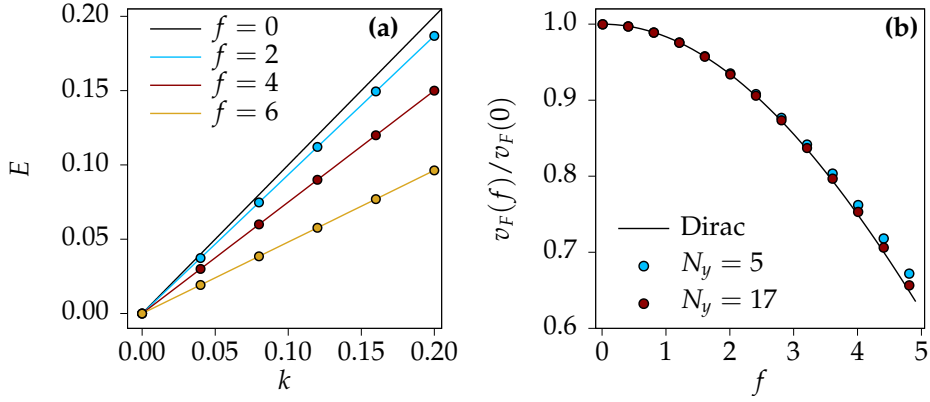 (a)
f = 0
f = 2
f = 4
f = 6
0.20
0.15
0.10
0.05
0.00
E
0.00 0.05 0.10 0.15 0.20
k
(b)
1.0
0.9
0.8
0.7
0.6
v_F(f)/v_F(0)
Dirac
N_y = 5
N_y = 17
0 1 2 3 4 5
f